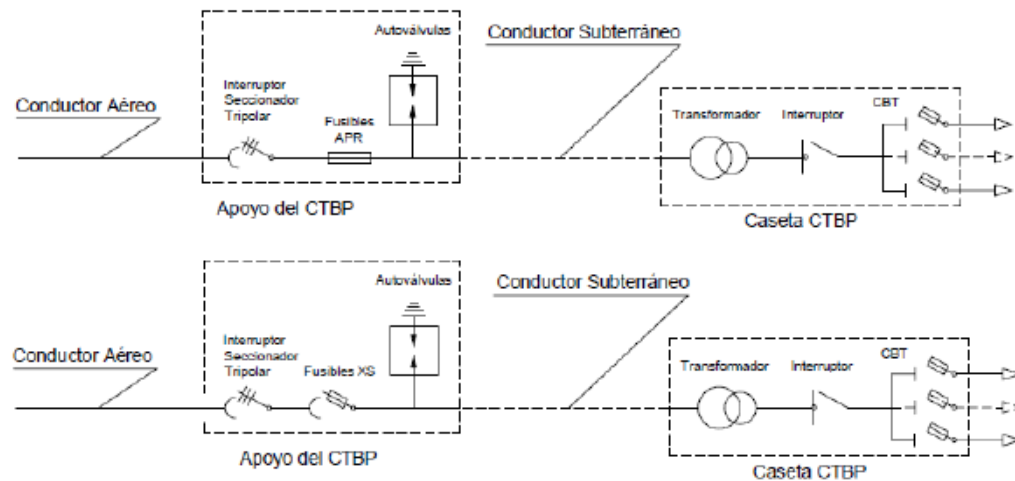 Autoválvulas
Conductor Subterráneo
Interruptor
Seccionador
Tripolar
Conductor Aéreo
Fusibles
APR
Transformador
Interruptor
CBT
Apoyo del CTBP
Caseta CTBP
Autoválvulas
Conductor Subterráneo
Interruptor
Seccionador
Tripolar
Conductor Aéreo
Fusibles XS
Transformador
Interruptor
CBT
Apoyo del CTBP
Caseta CTBP